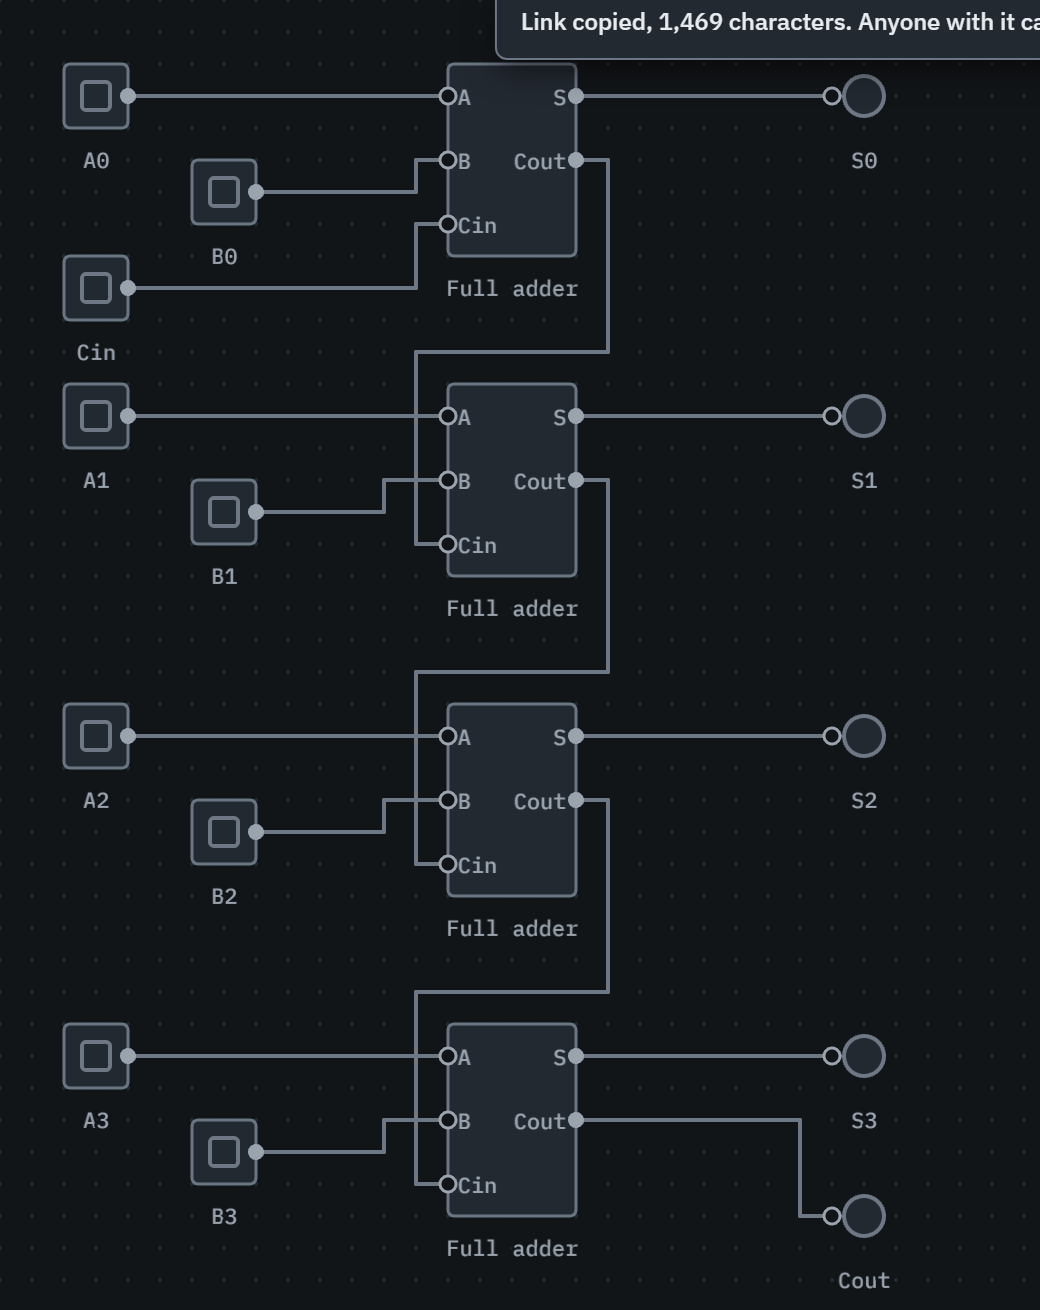 Link copied, 1,469 characters. Anyone with it
A S
A0 B Cout S0
Cin
B0
Full adder
Cin
A S
A1 B Cout S1
Cin
B1
Full adder
A S
A2 B Cout S2
Cin
B2
Full adder
A S
A3 B Cout S3
Cin
B3
Full adder
Cout